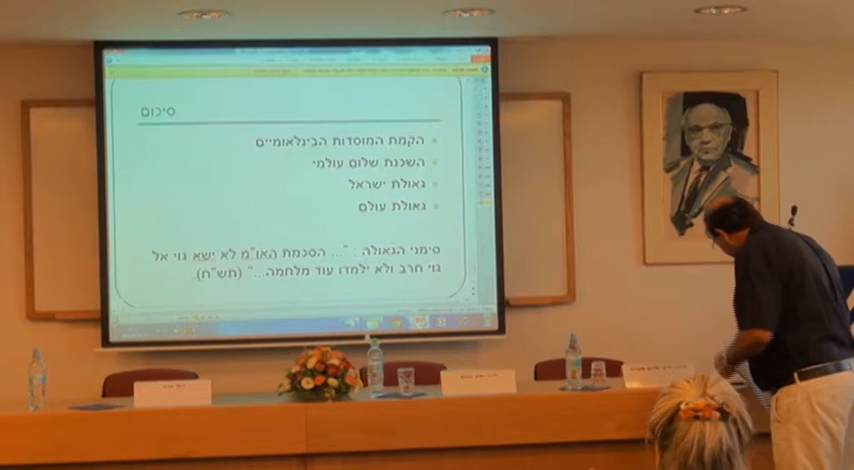 סיכום
הקמת המוסדות הבינלאומיים
השכנת שלום עולמי
גאולת ישראל
גאולת עולם
סימני הגאולה : "... הסכמת האו"מ לא ישא גוי אל
גוי חרב ולא ילמדו עוד מלחמה..." (תש"ח).